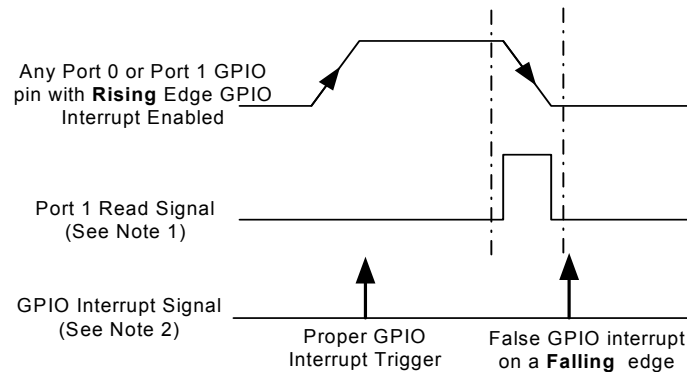 Any Port 0 or Port 1 GPIO
pin with Rising Edge GPIO
Interrupt Enabled
Port 1 Read Signal
(See Note 1)
GPIO Interrupt Signal
(See Note 2)
Proper GPIO
Interrupt Trigger
False GPIO interrupt
on a Falling edge